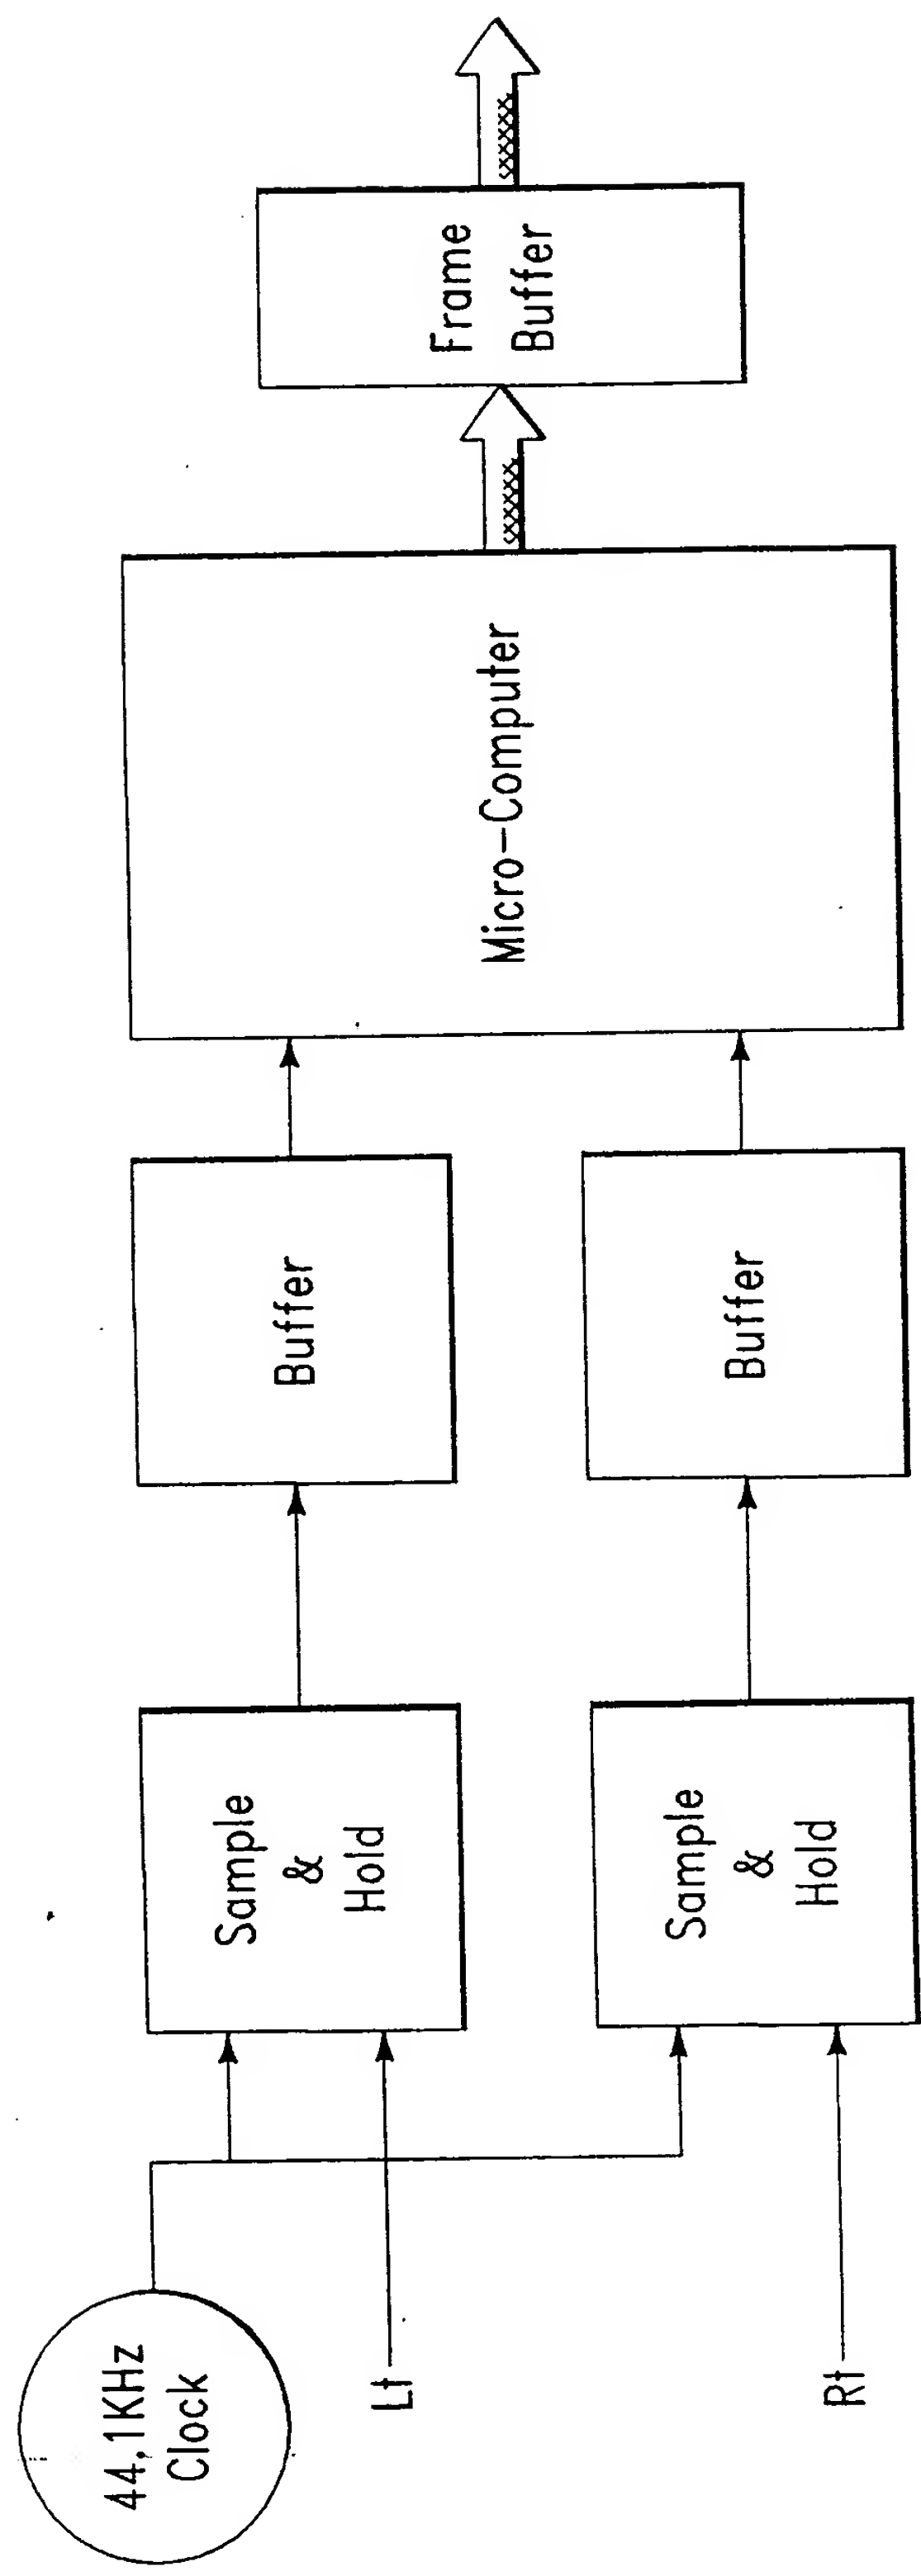 44,1KHz
Clock
Lt
Rt
Sample
&
Hold
Sample
&
Hold
Buffer
Buffer
Micro-Computer
Frame
Buffer